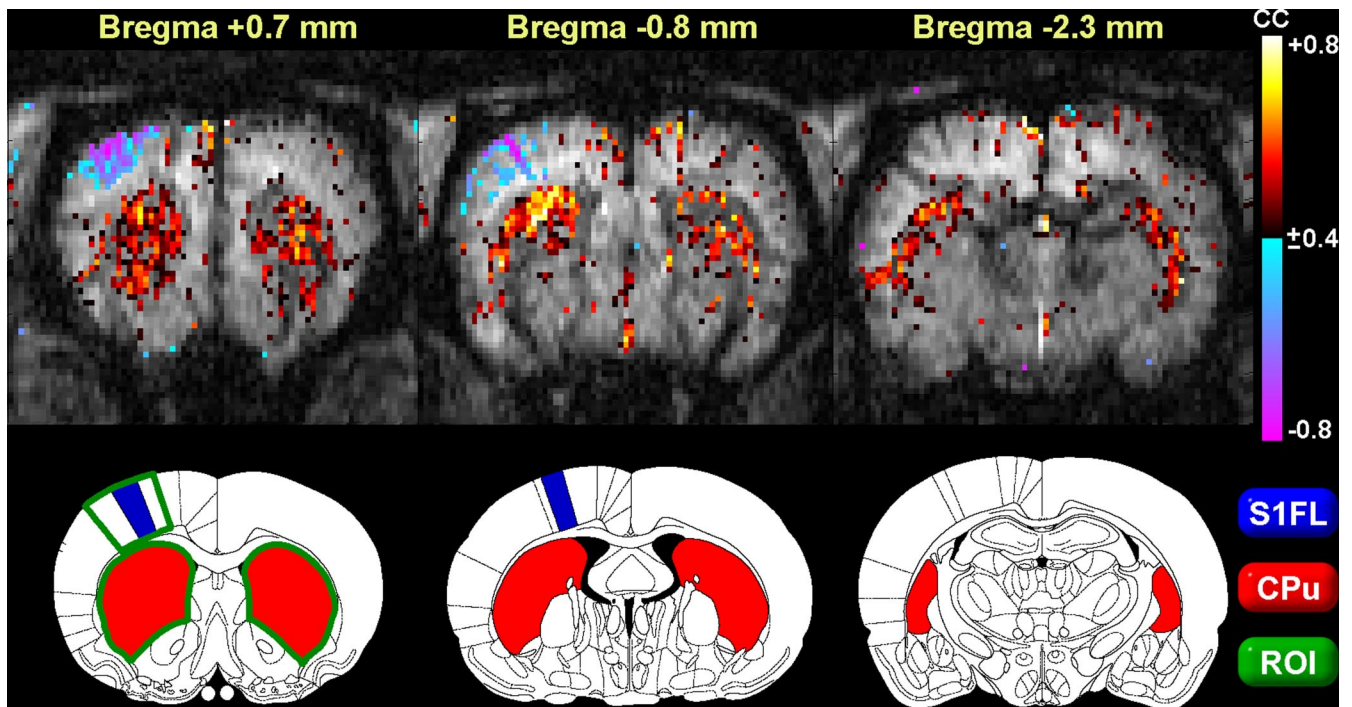 Bregma +0.7 mm
Bregma -0.8 mm
Bregma -2.3 mm
CC
+0.8
±0.4
-0.8
S1FL
CPu
ROI